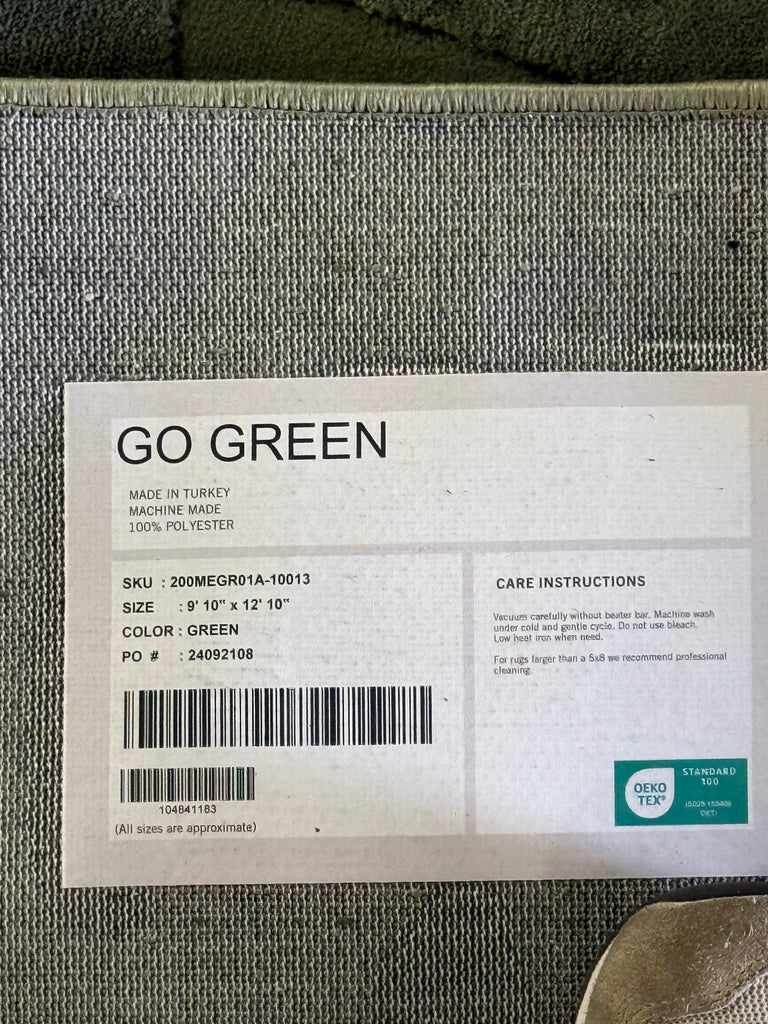 GO GREEN
MADE IN TURKEY
MACHINE MADE
100% POLYESTER
SKU : 200MEGR01A-10013
SIZE : 9' 10" x 12' 10"
COLOR : GREEN
PO # : 24092108
104841183
(All sizes are approximate)
CARE INSTRUCTIONS
Vacuum carefully without beater bar. Machine wash
under cold and gentle cycle. Do not use bleach.
Low heat iron when need.
For rugs larger than a 5x8 we recommend professional
cleaning.
OEKO
TEX®
STANDARD
100